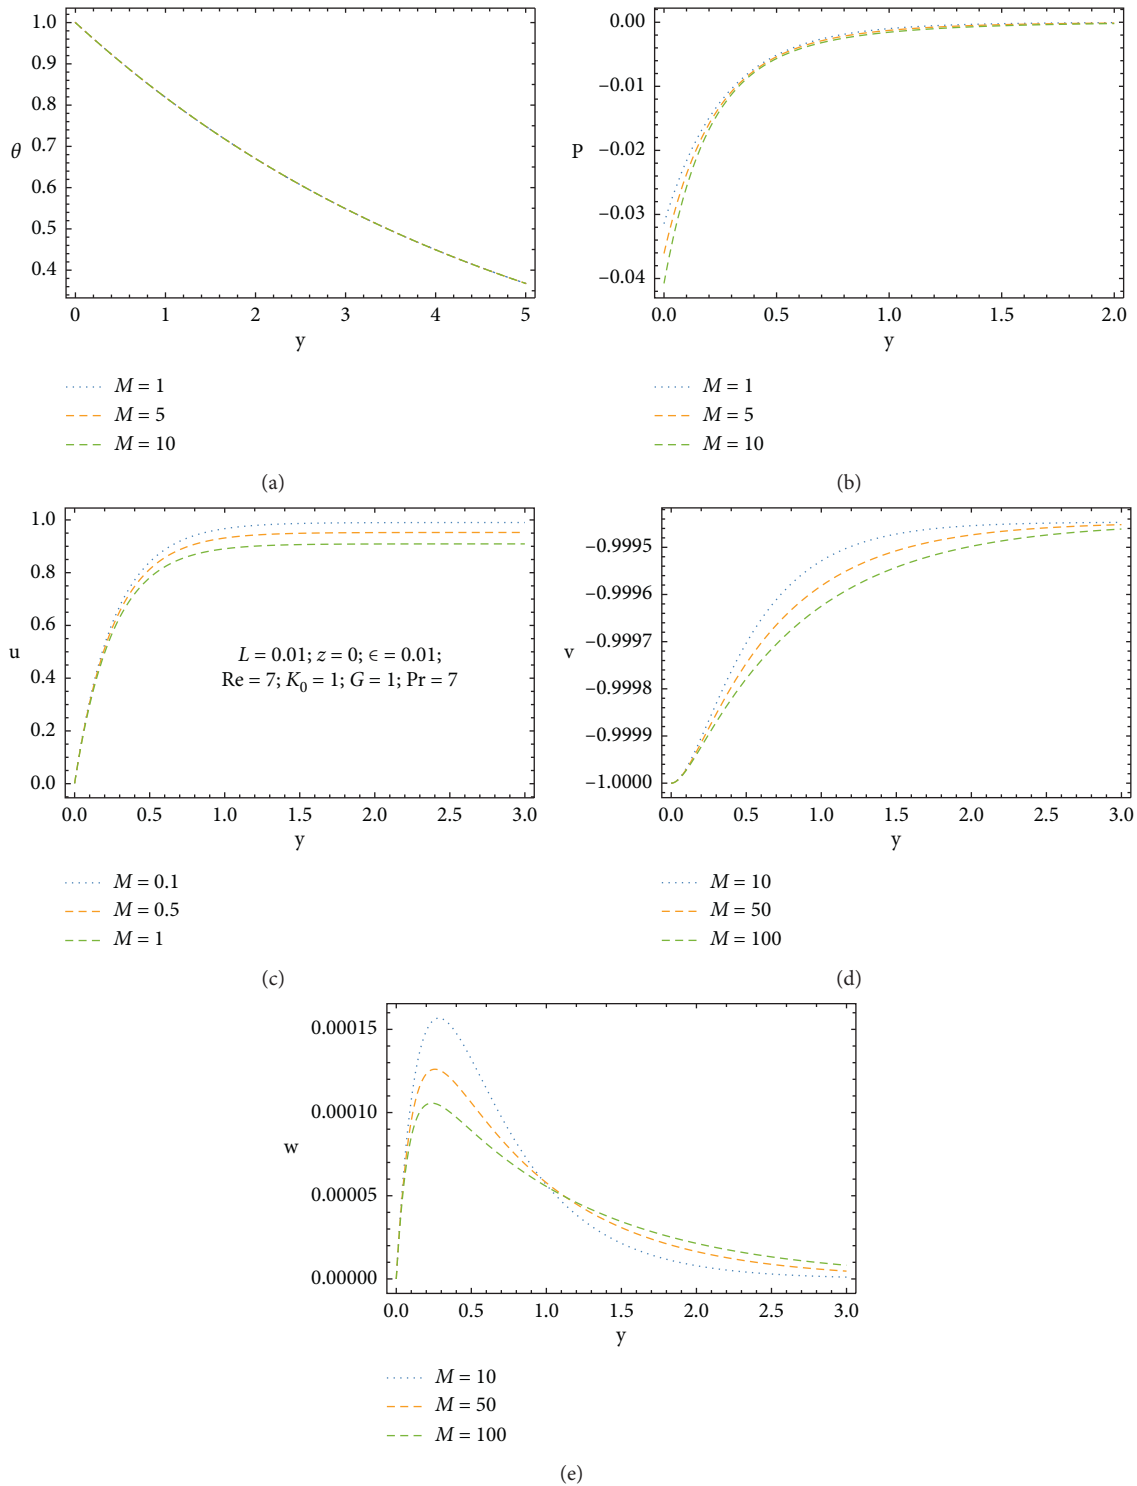 1.0
0.9
0.8
0.7
0.6
0.5
0.4
θ
0 1 2 3 4 5
y
M = 1
M = 5
M = 10
(a)
0.00
–0.01
–0.02
–0.03
–0.04
P
0.0 0.5 1.0 1.5 2.0
y
M = 1
M = 5
M = 10
(b)
1.0
0.8
0.6
0.4
0.2
0.0
u
L = 0.01; z = 0; ϵ = 0.01;
Re = 7; K₀ = 1; G = 1; Pr = 7
0.0 0.5 1.0 1.5 2.0 2.5 3.0
y
M = 0.1
M = 0.5
M = 1
(c)
–0.9995
–0.9996
–0.9997
–0.9998
–0.9999
–1.0000
v
0.0 0.5 1.0 1.5 2.0 2.5 3.0
y
M = 10
M = 50
M = 100
(d)
0.00015
0.00010
0.00005
0.00000
w
0.0 0.5 1.0 1.5 2.0 2.5 3.0
y
M = 10
M = 50
M = 100
(e)